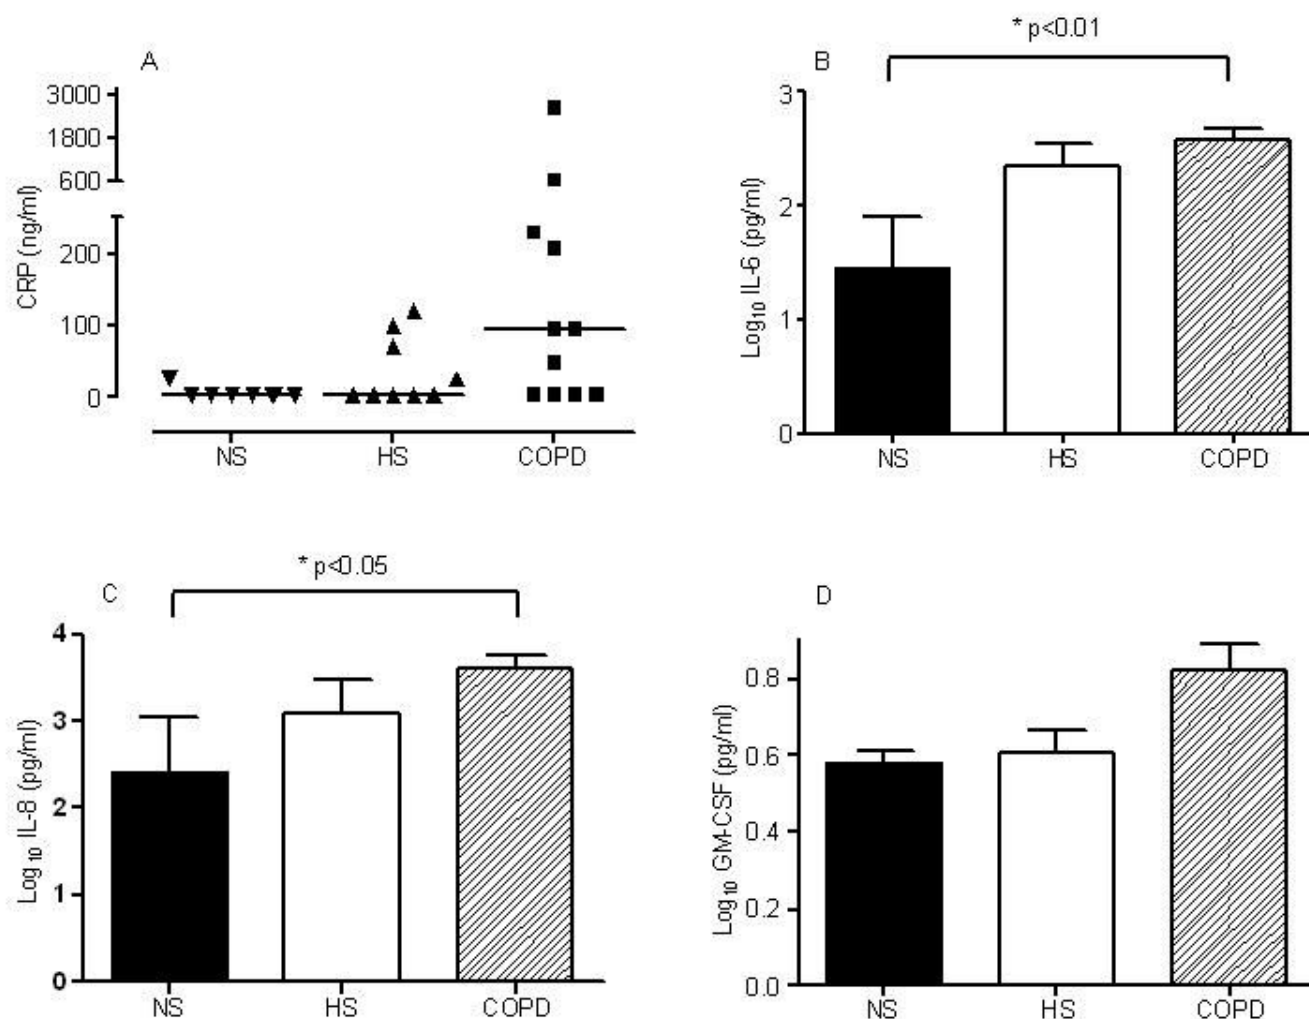 A
CRP (ng/ml)
3000
1800
600
200
100
0
NS HS COPD
B
* p<0.01
Log10 IL-6 (pg/ml)
3
2
1
0
NS HS COPD
C
* p<0.05
Log10 IL-8 (pg/ml)
4
3
2
1
0
NS HS COPD
D
Log10 GM-CSF (pg/ml)
0.8
0.6
0.4
0.2
0.0
NS HS COPD